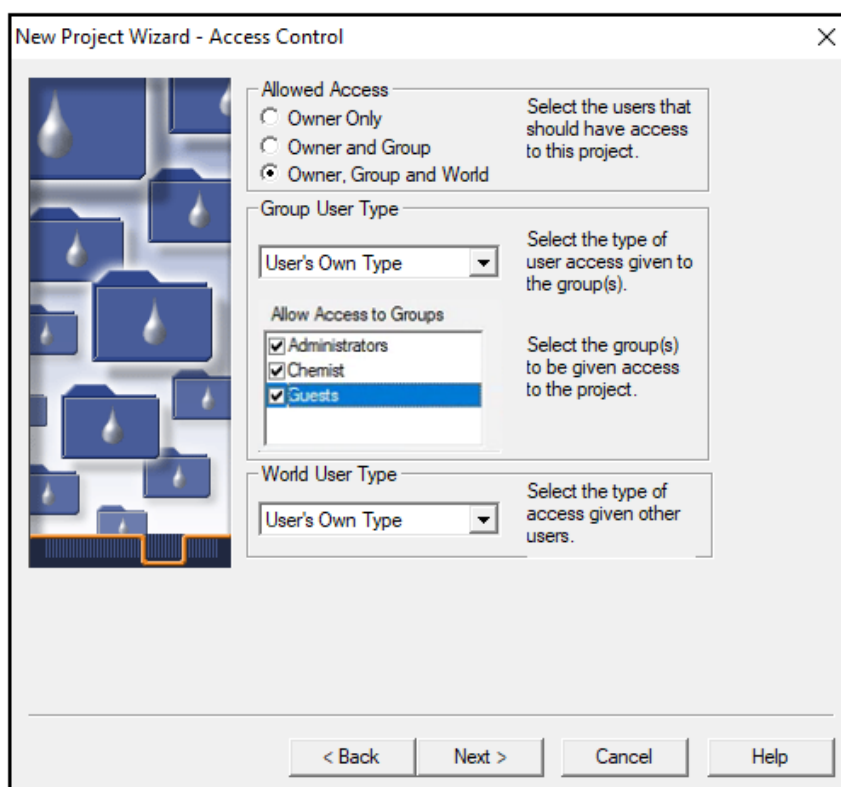 New Project Wizard - Access Control
Allowed Access
Owner Only
Owner and Group
Owner, Group and World
Select the users that
should have access
to this project.
Group User Type
User's Own Type
Select the type of
user access given to
the group(s).
Allow Access to Groups
Administrators
Chemist
Guests
Select the group(s)
to be given access
to the project.
World User Type
User's Own Type
Select the type of
access given other
users.
< Back
Next >
Cancel
Help